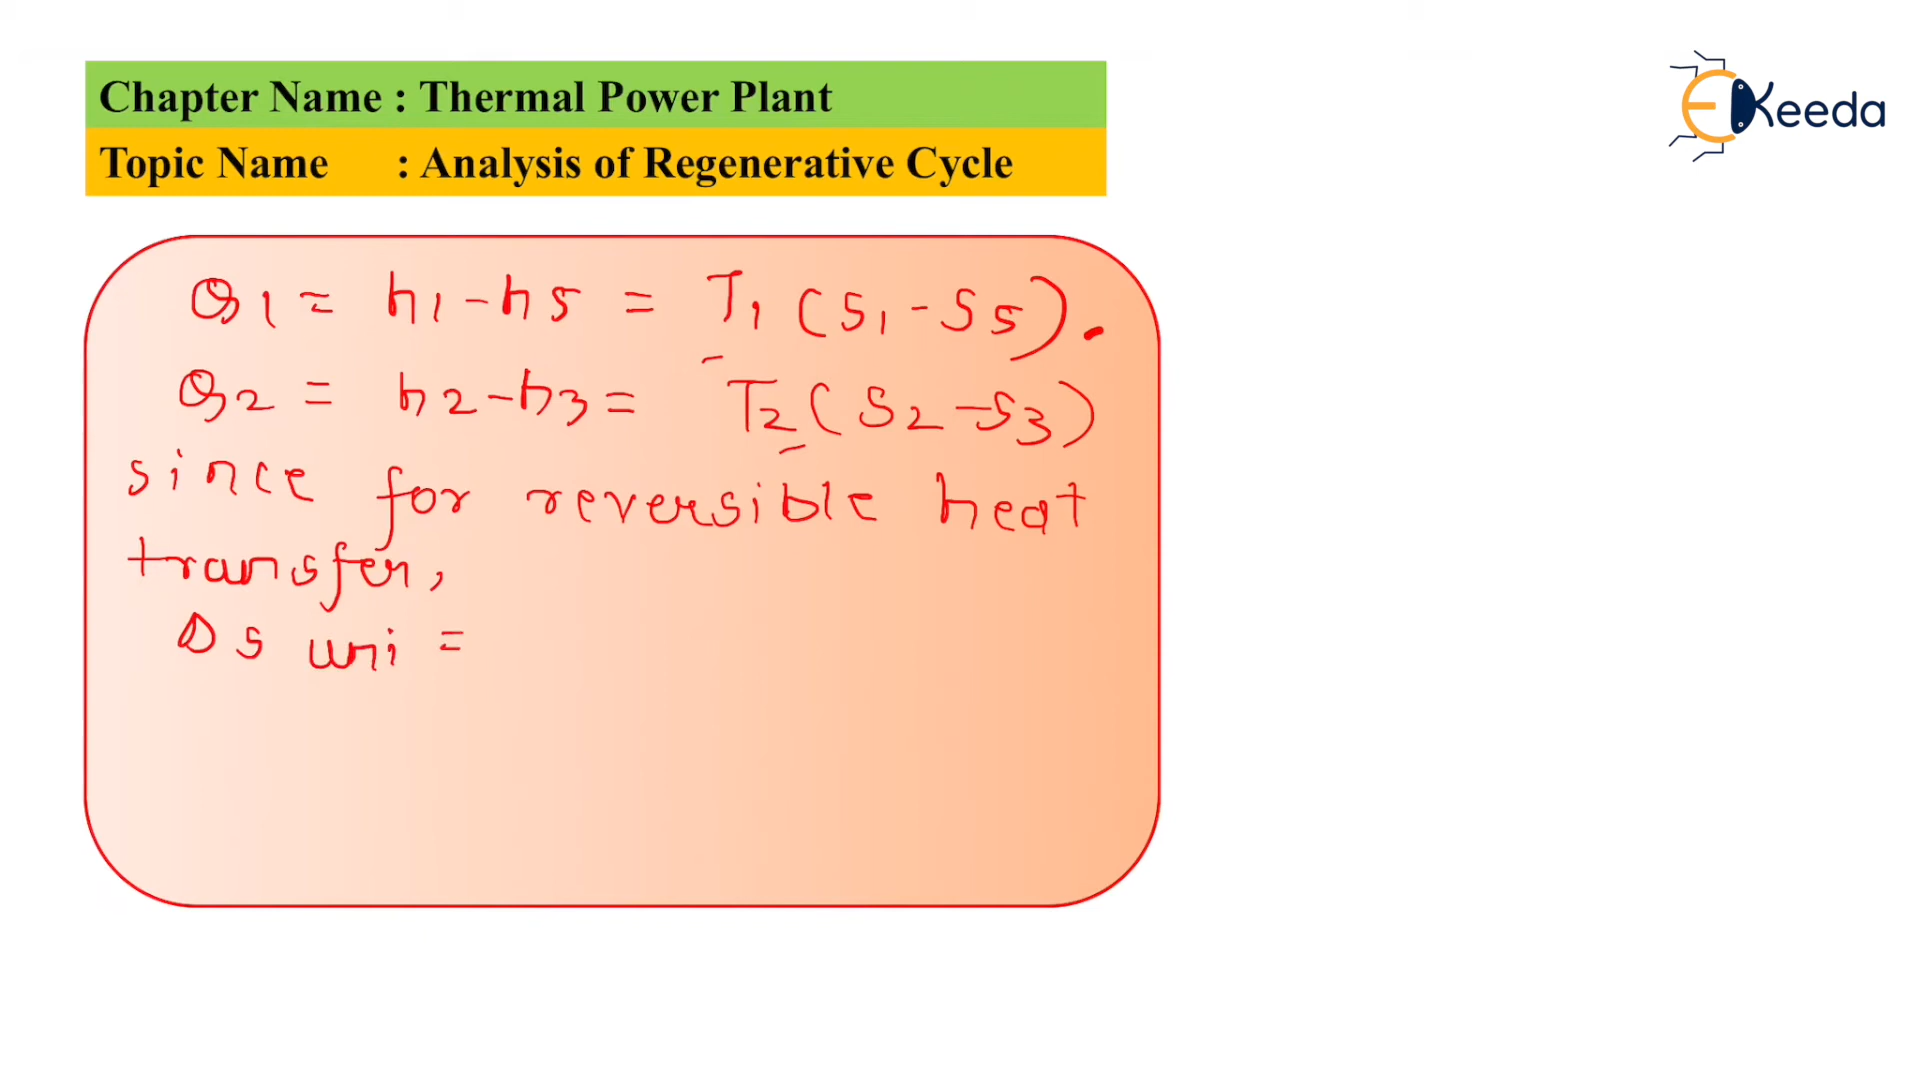 Chapter Name : Thermal Power Plant
Topic Name : Analysis of Regenerative Cycle
EKeeda
Q1 = h1 - h5 = T1 (S1 - S5).
Q2 = h2 - h3 = T2 (S2 - S3)
since for reversible heat
transfer,
Δs uni =